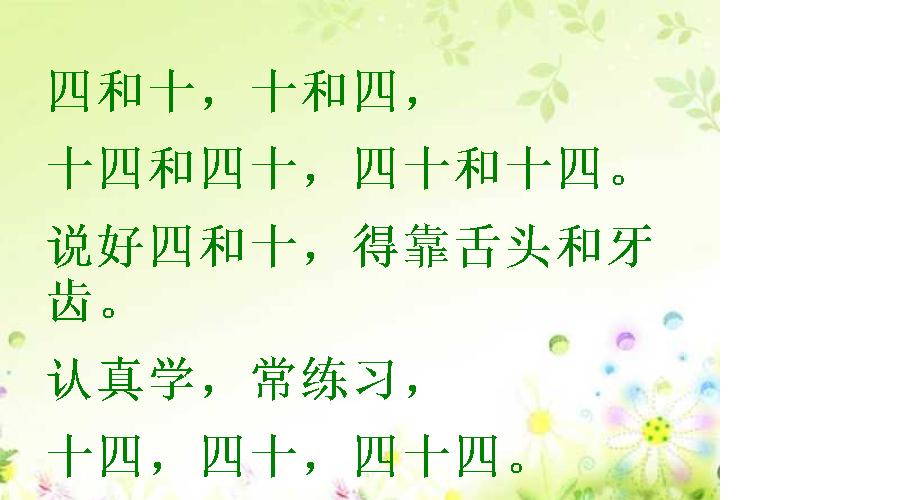 四和十，十和四，
十四和四十，四十和十四。
说好四和十，得靠舌头和牙
齿。
认真学，常练习，
十四，四十，四十四。